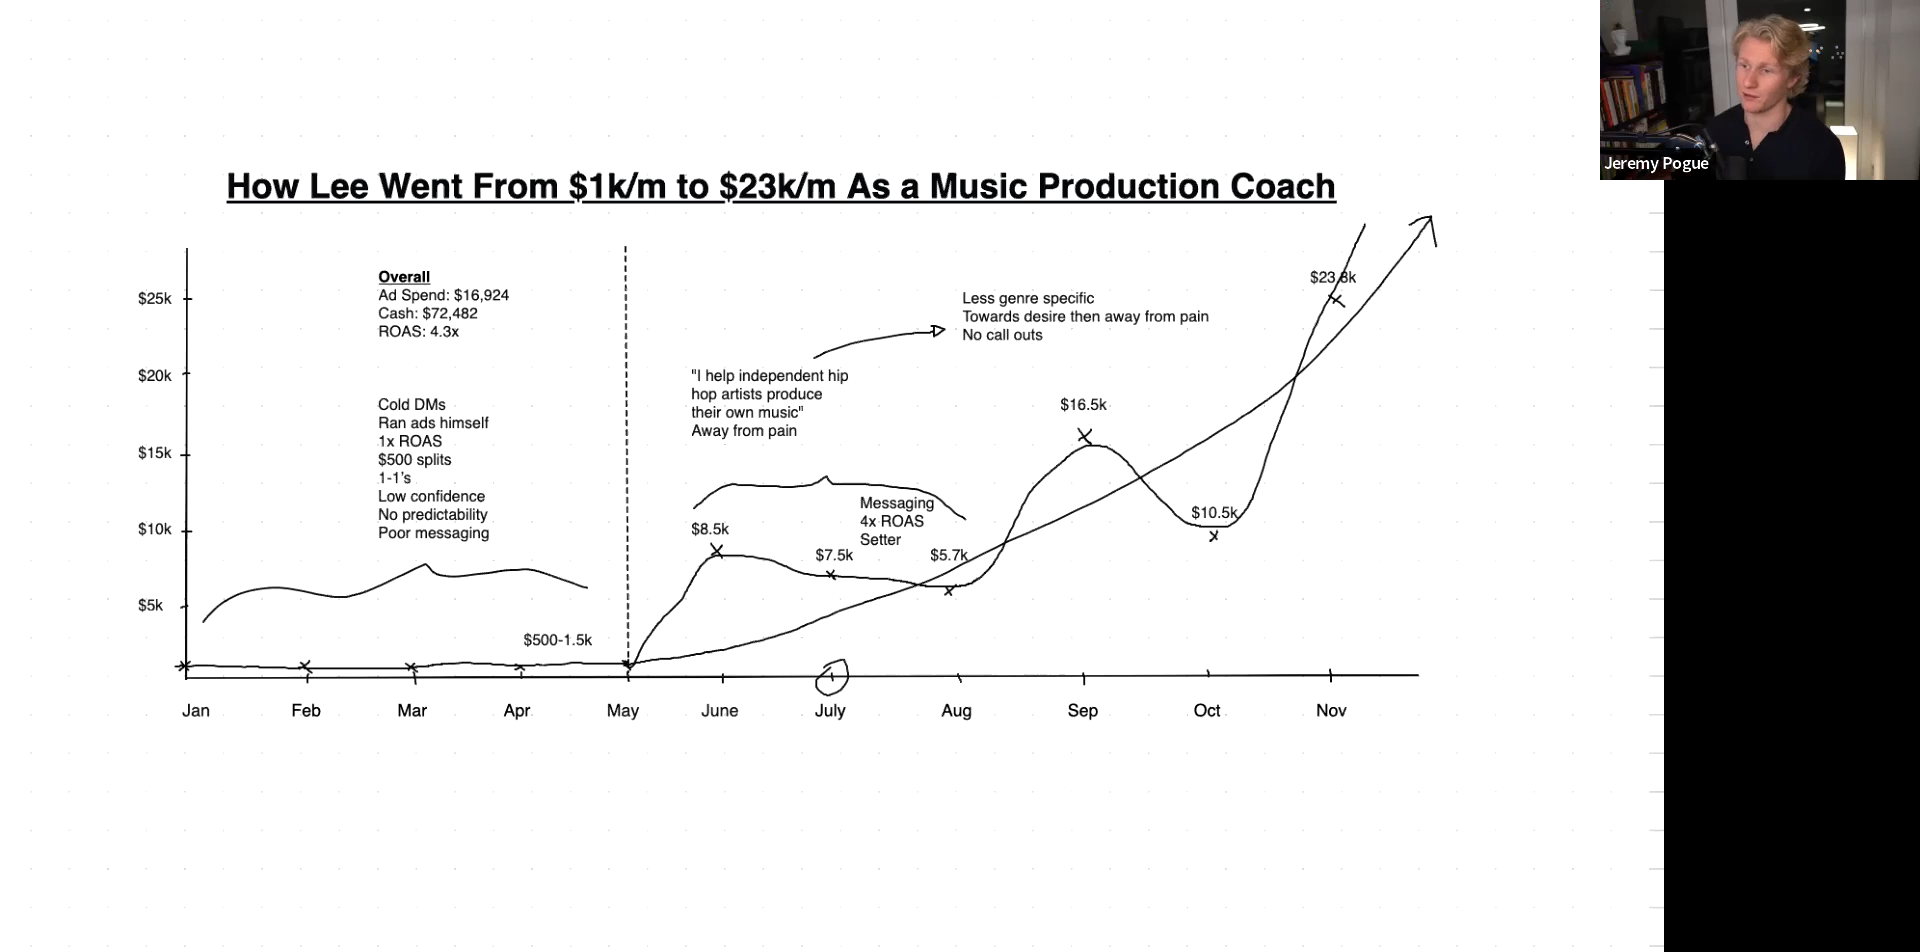 Jeremy Pogue
How Lee Went From $1k/m to $23k/m As a Music Production Coach
Overall
Ad Spend: $16,924
Cash: $72,482
ROAS: 4.3x
Cold DMs
Ran ads himself
1x ROAS
$500 splits
1-1's
Low confidence
No predictability
Poor messaging
"I help independent hip
hop artists produce
their own music"
Away from pain
Less genre specific
Towards desire then away from pain
No call outs
Messaging
4x ROAS
Setter
$25k
$20k
$15k
$10k
$5k
$500-1.5k
$8.5k
$7.5k
$5.7k
$16.5k
$10.5k
$23.8k
Jan Feb Mar Apr May June July Aug Sep Oct Nov